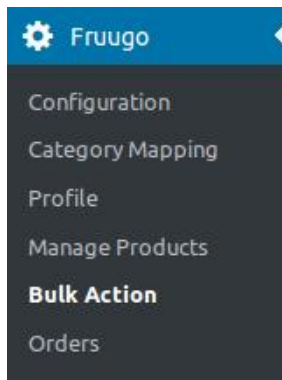 Fruugo
Configuration
Category Mapping
Profile
Manage Products
Bulk Action
Orders